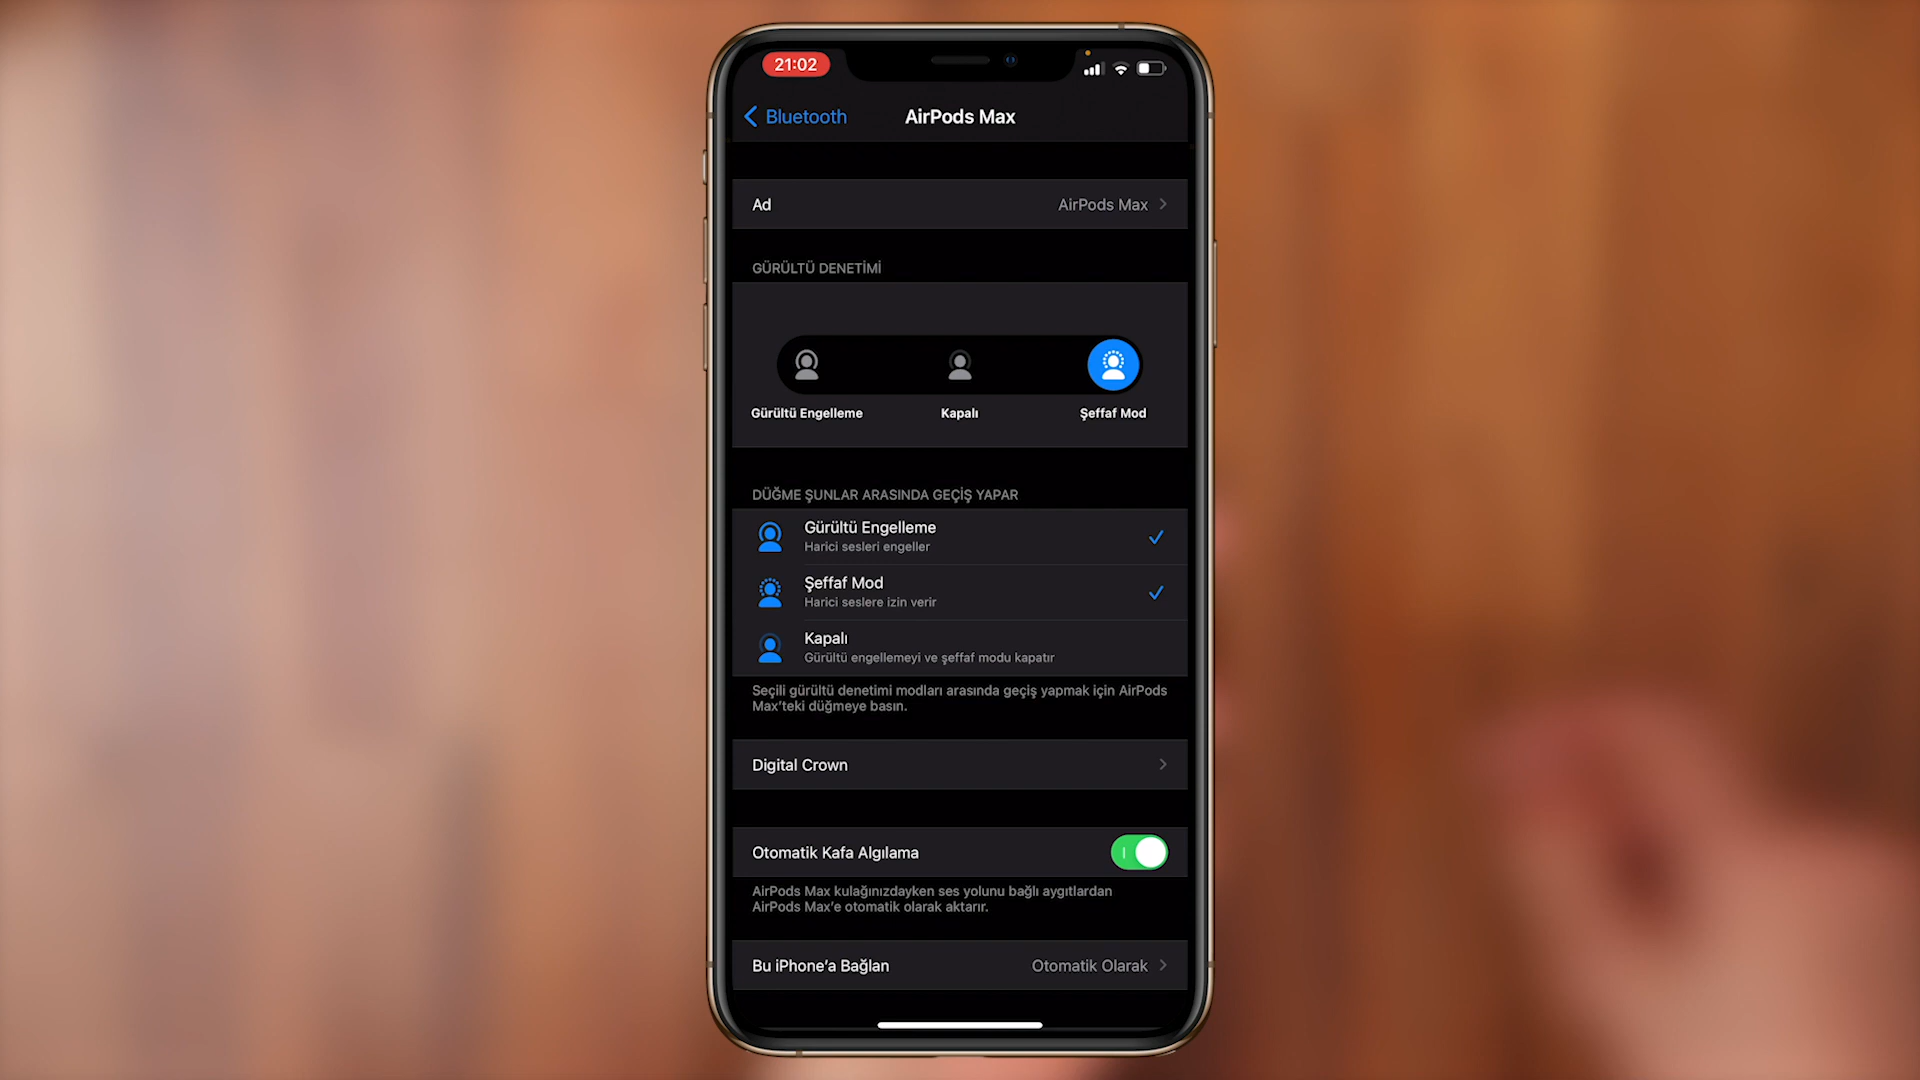 21:02
Bluetooth
AirPods Max
Ad
AirPods Max
GÜRÜLTÜ DENETİMİ
Gürültü Engelleme
Kapalı
Şeffaf Mod
DÜĞME ŞUNLAR ARASINDA GEÇİŞ YAPAR
Gürültü Engelleme
Harici sesleri engeller
Şeffaf Mod
Harici seslere izin verir
Kapalı
Gürültü engellemeyi ve şeffaf modu kapatır
Seçili gürültü denetimi modları arasında geçiş yapmak için AirPods
Max’teki düğmeye basın.
Digital Crown
Otomatik Kafa Algılama
AirPods Max kulağınızdayken ses yolunu bağlı aygıtlardan
AirPods Max’e otomatik olarak aktarır.
Bu iPhone’a Bağlan
Otomatik Olarak